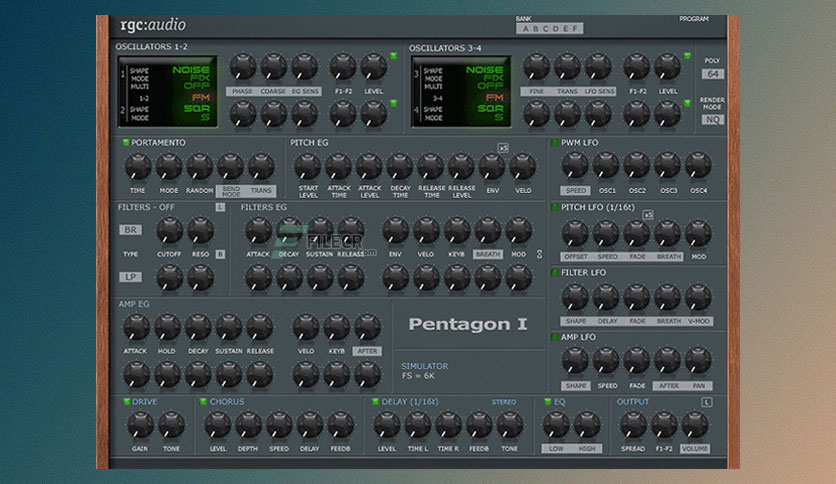 rgc:audio
BANK
A B C D E F
PROGRAM
OSCILLATORS 1-2
1 SHAPE NOISE
MODE FIX
MULTI OFF
1-2 FM
SHAPE SQR
2 MODE S
PHASE COARSE EG SENS F1-F2 LEVEL
OSCILLATORS 3-4
3 SHAPE NOISE
MODE FIX
MULTI OFF
3-4 FM
SHAPE SQR
4 MODE S
FINE TRANS LFO SENS F1-F2 LEVEL
POLY
64
RENDER
MODE
NQ
PORTAMENTO
TIME MODE RANDOM BEND MODE TRANS
PITCH EG
x5
START LEVEL ATTACK TIME ATTACK LEVEL DECAY TIME RELEASE TIME RELEASE LEVEL ENV VELO
PWM LFO
SPEED OSC1 OSC2 OSC3 OSC4
FILTERS - OFF
L
BR
TYPE CUTOFF RESO B
LP
FILTERS EG
ATTACK DECAY SUSTAIN RELEASE ENV VELO KEYB BREATH MOD
FILECR
.com
PITCH LFO (1/16t)
x5
OFFSET SPEED FADE BREATH MOD
FILTER LFO
SHAPE DELAY FADE BREATH V-MOD
AMP EG
ATTACK HOLD DECAY SUSTAIN RELEASE VELO KEYB AFTER
Pentagon I
SIMULATOR
FS = 6K
AMP LFO
SHAPE SPEED FADE AFTER PAN
DRIVE
GAIN TONE
CHORUS
LEVEL DEPTH SPEED DELAY FEEDB
DELAY (1/16t) STEREO
LEVEL TIME L TIME R FEEDB TONE
EQ
LOW HIGH
OUTPUT L
SPREAD F1-F2 VOLUME